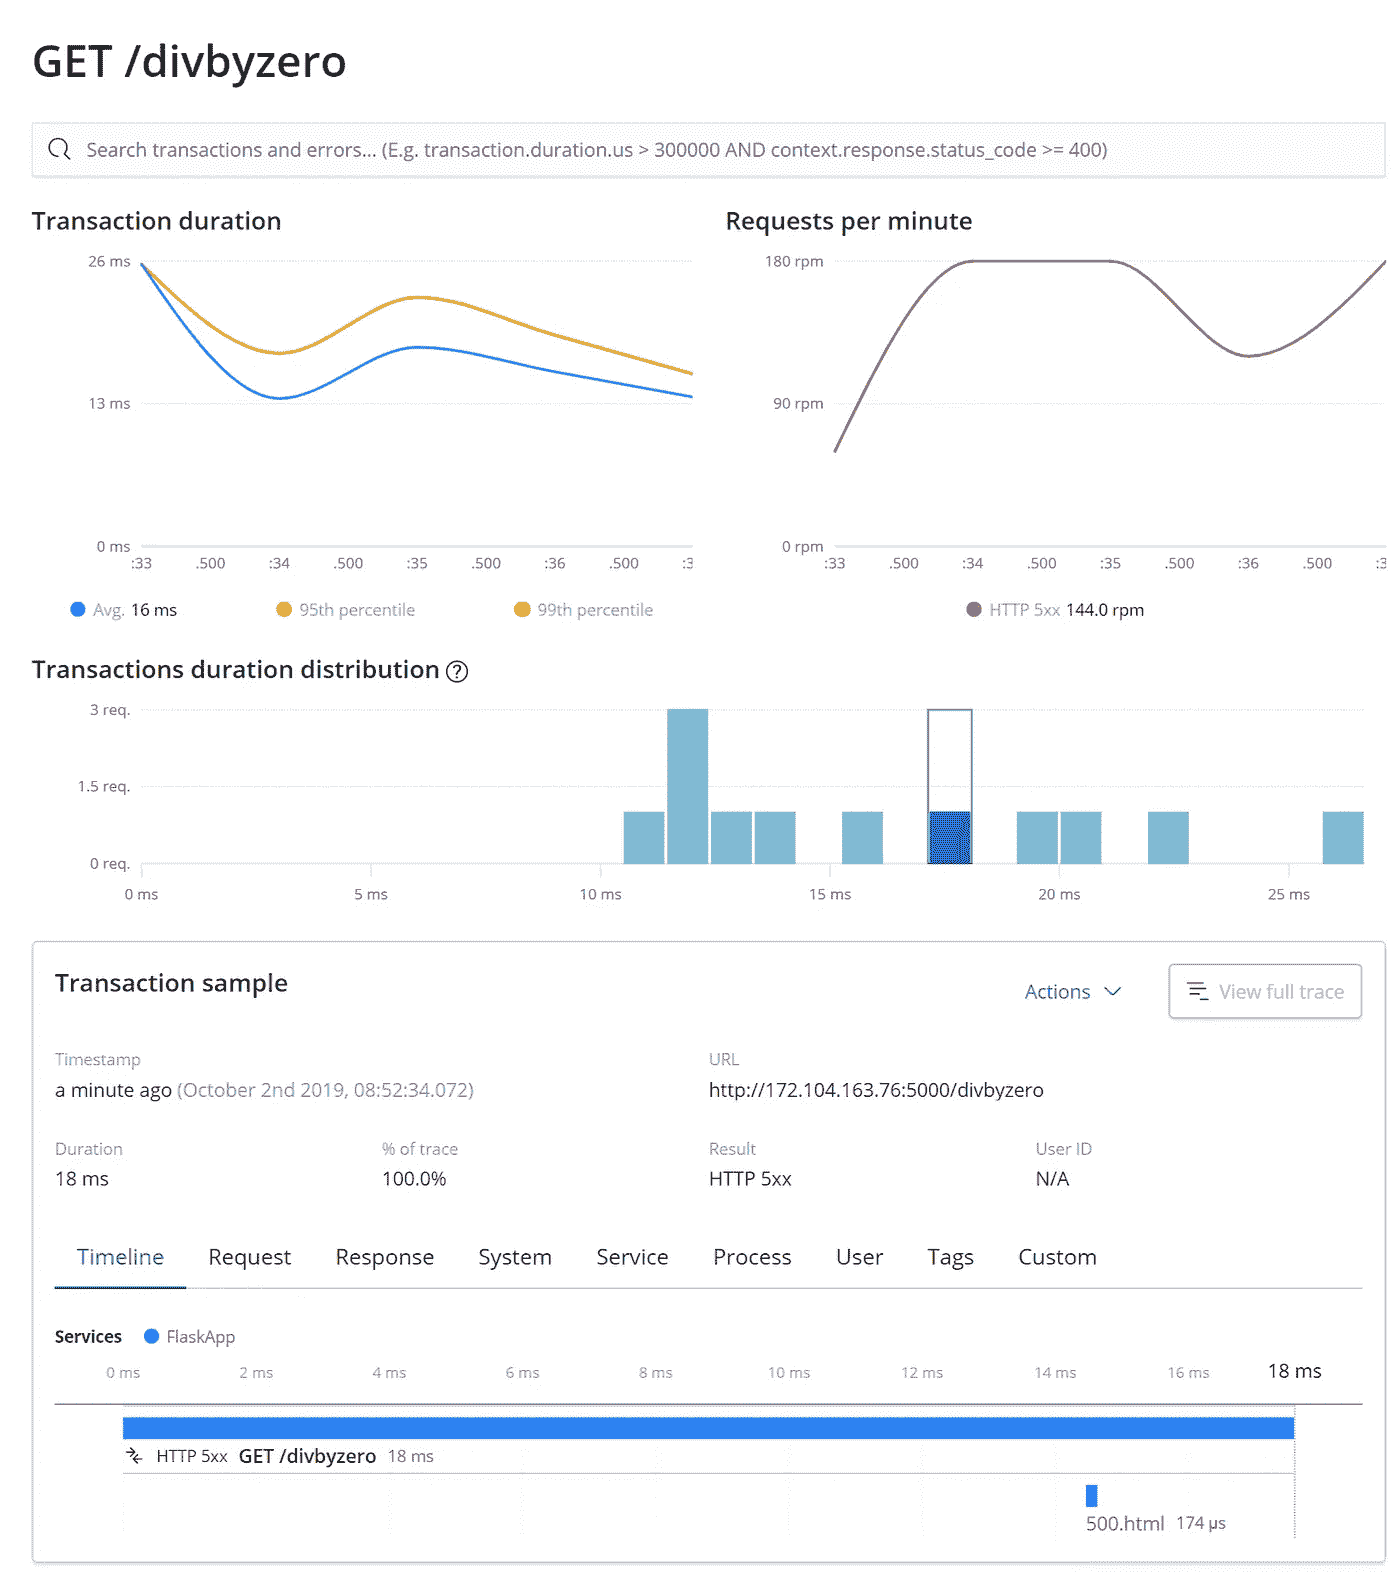 GET /divbyzero
Search transactions and errors... (E.g. transaction.duration.us > 300000 AND context.response.status_code >= 400)
Transaction duration
26 ms
13 ms
0 ms
:33 .500 :34 .500 :35 .500 :36 .500 :3
Avg. 16 ms 95th percentile 99th percentile
Requests per minute
180 rpm
90 rpm
0 rpm
:33 .500 :34 .500 :35 .500 :36 .500 :3
HTTP 5xx 144.0 rpm
Transactions duration distribution ?
3 req.
1.5 req.
0 req.
0 ms 5 ms 10 ms 15 ms 20 ms 25 ms
Transaction sample
Actions View full trace
Timestamp URL
a minute ago (October 2nd 2019, 08:52:34.072) http://172.104.163.76:5000/divbyzero
Duration % of trace Result User ID
18 ms 100.0% HTTP 5xx N/A
Timeline Request Response System Service Process User Tags Custom
Services FlaskApp
0 ms 2 ms 4 ms 6 ms 8 ms 10 ms 12 ms 14 ms 16 ms 18 ms
HTTP 5xx GET /divbyzero 18 ms
500.html 174 μs